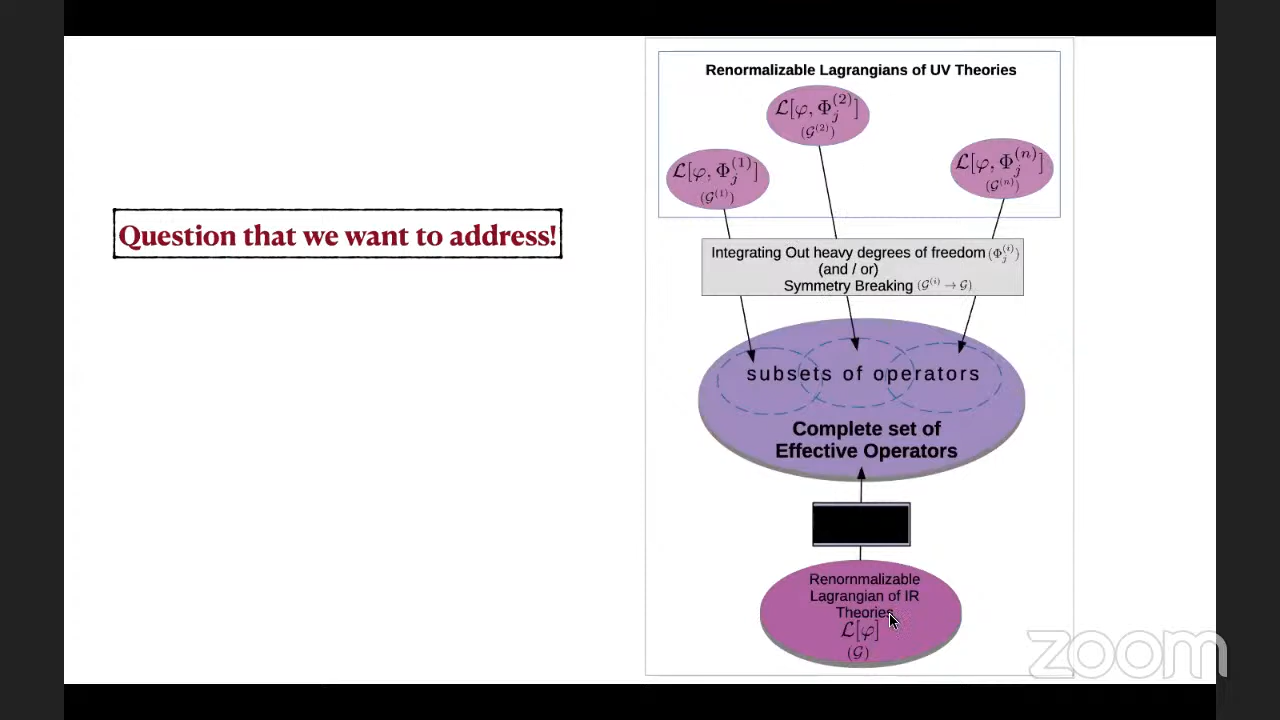 Question that we want to address!
Renormalizable Lagrangians of UV Theories
ℒ[φ, Φ_j^(2)]
(𝒢^(2))
ℒ[φ, Φ_j^(1)]
(𝒢^(1))
ℒ[φ, Φ_j^(n)]
(𝒢^(n))
Integrating Out heavy degrees of freedom (Φ_j^(i))
(and / or)
Symmetry Breaking (𝒢^(i) → 𝒢)
subsets of operators
Complete set of
Effective Operators
Renornmalizable
Lagrangian of IR
Theories
ℒ[φ]
(𝒢)
zoom